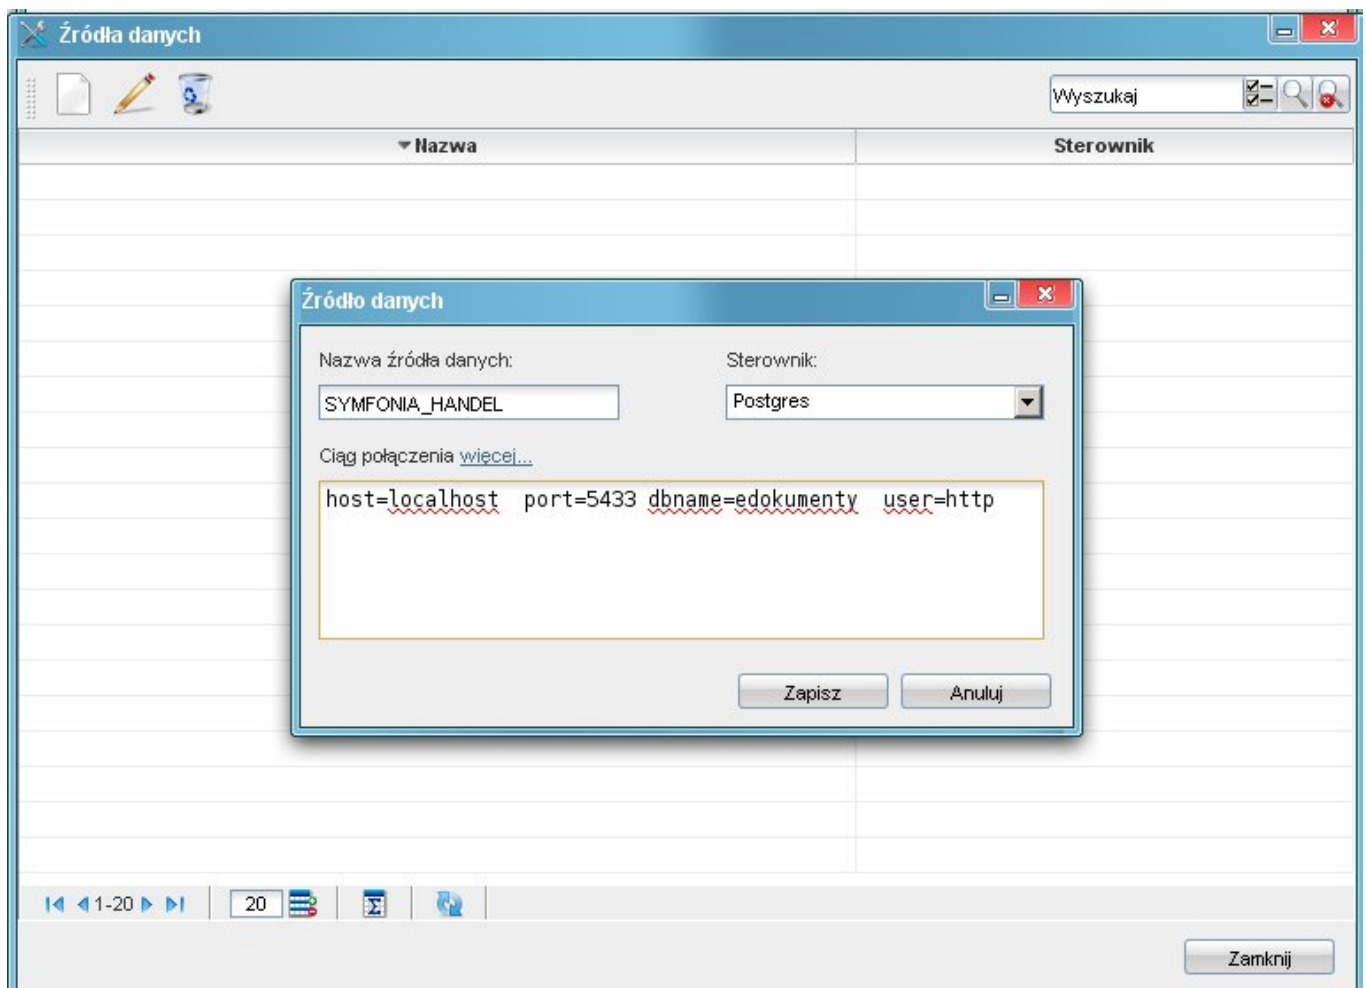 Źródła danych
Wyszukaj
Nazwa Sterownik
Źródło danych
Nazwa źródła danych: Sterownik:
SYMFONIA_HANDEL Postgres
Ciąg połączenia więcej...
host=localhost  port=5433 dbname=edokumenty  user=http
Zapisz Anuluj
1-20 20
Zamknij